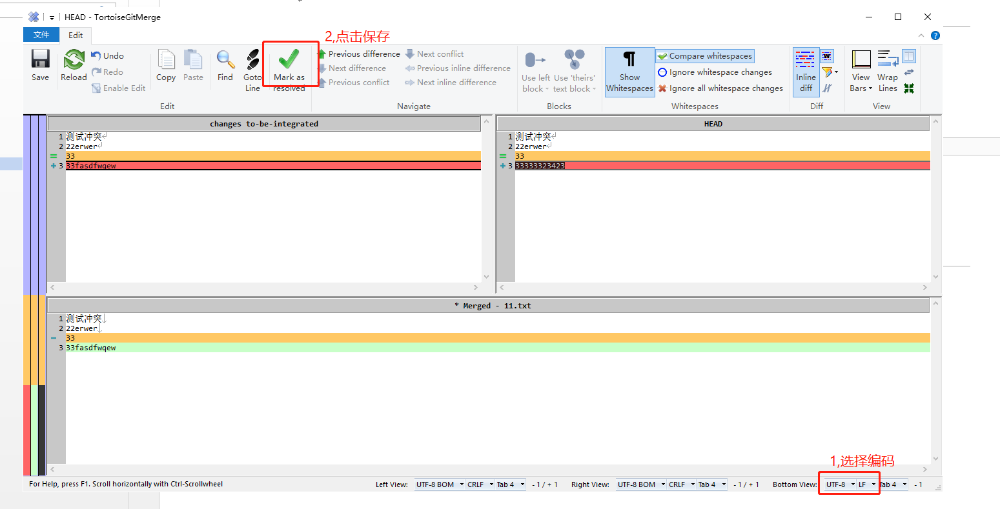 HEAD - TortoiseGitMerge
文件 Edit
2,点击保存
Save
Reload
Undo
Redo
Enable Edit
Copy
Paste
Edit
Find
Goto Line
Mark as resolved
Previous difference
Next difference
Previous conflict
Next conflict
Previous inline difference
Next inline difference
Navigate
Use left block
Use 'theirs' text block
Blocks
Show Whitespaces
Compare whitespaces
Ignore whitespace changes
Ignore all whitespace changes
Whitespaces
Inline diff
Diff
View Bars
Wrap Lines
View
changes to-be-integrated
1 测试冲突
2 22erwer
33
3 33fasdfwqew
HEAD
1 测试冲突
2 22erwer
33
3 33333323423
* Merged - 11.txt
1 测试冲突
2 22erwer
33
3 33fasdfwqew
1,选择编码
For Help, press F1. Scroll horizontally with Ctrl-Scrollwheel
Left View: UTF-8 BOM CRLF Tab 4 - 1 / + 1
Right View: UTF-8 BOM CRLF Tab 4 - 1 / + 1
Bottom View: UTF-8 LF Tab 4 - 1